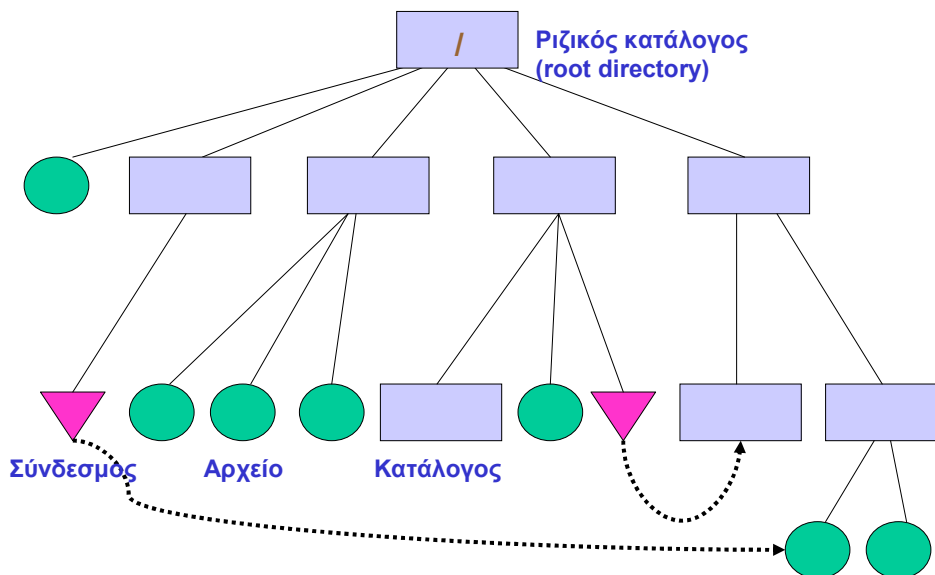 /
Ριζικός κατάλογος
(root directory)
Σύνδεσμος
Αρχείο
Κατάλογος